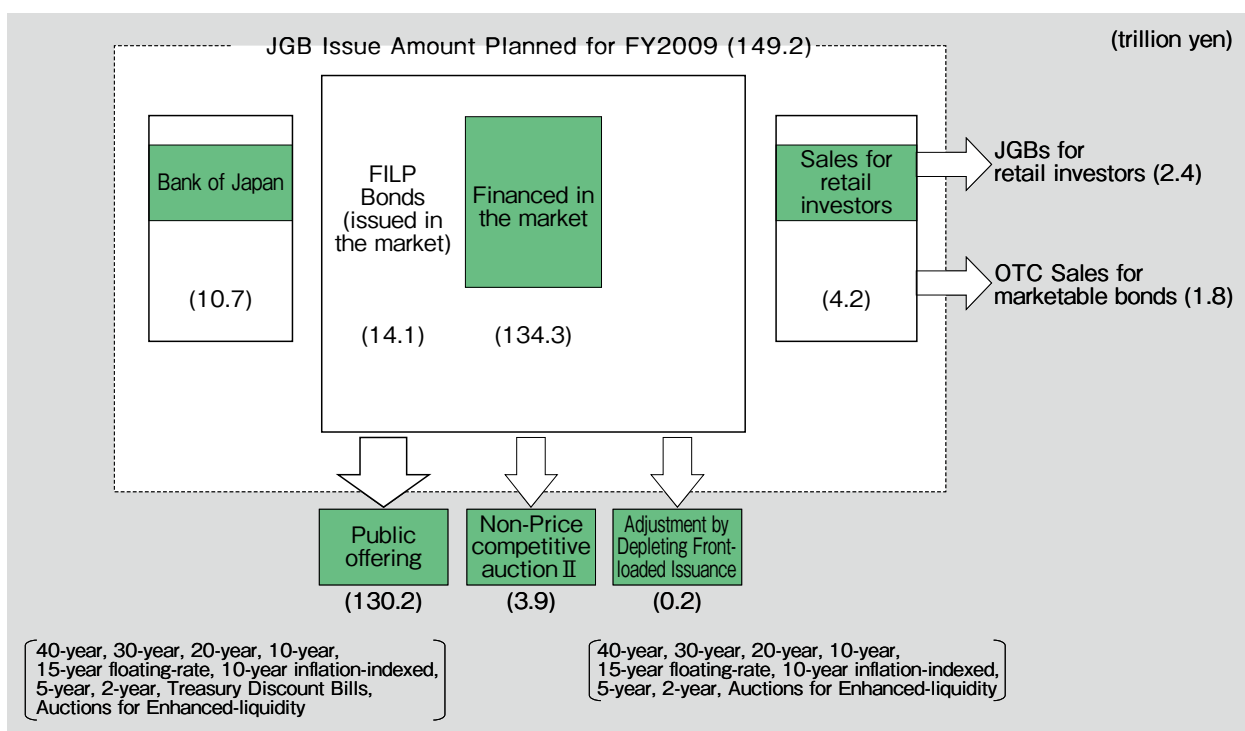 JGB Issue Amount Planned for FY2009 (149.2)
(trillion yen)
Bank of Japan
(10.7)
FILP
Bonds
(issued in
the market)
(14.1)
Financed in
the market
(134.3)
Sales for
retail
investors
(4.2)
JGBs for
retail investors (2.4)
OTC Sales for
marketable bonds (1.8)
Public
offering
(130.2)
Non-Price
competitive
auction Ⅱ
(3.9)
Adjustment by
Depleting Front-
loaded Issuance
(0.2)
40-year, 30-year, 20-year, 10-year,
15-year floating-rate, 10-year inflation-indexed,
5-year, 2-year, Treasury Discount Bills,
Auctions for Enhanced-liquidity
40-year, 30-year, 20-year, 10-year,
15-year floating-rate, 10-year inflation-indexed,
5-year, 2-year, Auctions for Enhanced-liquidity